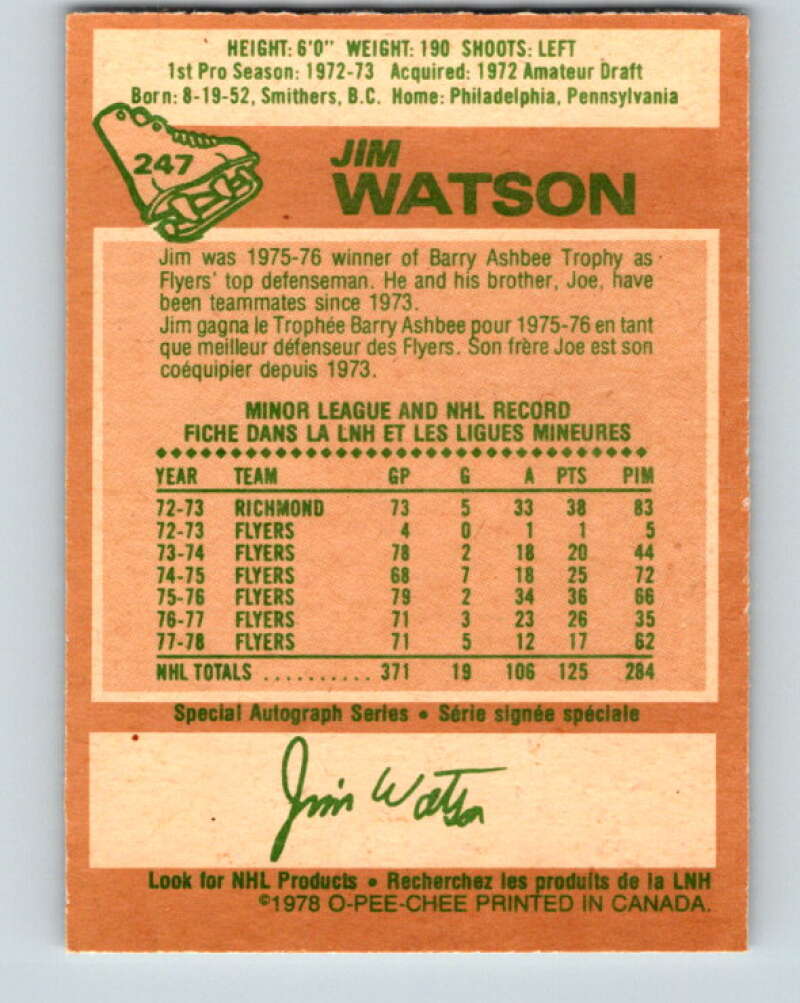 HEIGHT: 6'0" WEIGHT: 190 SHOOTS: LEFT
1st Pro Season: 1972-73 Acquired: 1972 Amateur Draft
Born: 8-19-52, Smithers, B.C. Home: Philadelphia, Pennsylvania
247
JIM
WATSON
Jim was 1975-76 winner of Barry Ashbee Trophy as
Flyers' top defenseman. He and his brother, Joe, have
been teammates since 1973.
Jim gagna le Trophée Barry Ashbee pour 1975-76 en tant
que meilleur défenseur des Flyers. Son frère Joe est son
coéquipier depuis 1973.
MINOR LEAGUE AND NHL RECORD
FICHE DANS LA LNH ET LES LIGUES MINEURES
YEAR TEAM GP G A PTS PIM
72-73 RICHMOND 73 5 33 38 83
72-73 FLYERS 4 0 1 1 5
73-74 FLYERS 78 2 18 20 44
74-75 FLYERS 68 7 18 25 72
75-76 FLYERS 79 2 34 36 66
76-77 FLYERS 71 3 23 26 35
77-78 FLYERS 71 5 12 17 62
NHL TOTALS .......... 371 19 106 125 284
Special Autograph Series • Série signée spéciale
Jim Watson
Look for NHL Products • Recherchez les produits de la LNH
©1978 O-PEE-CHEE PRINTED IN CANADA.